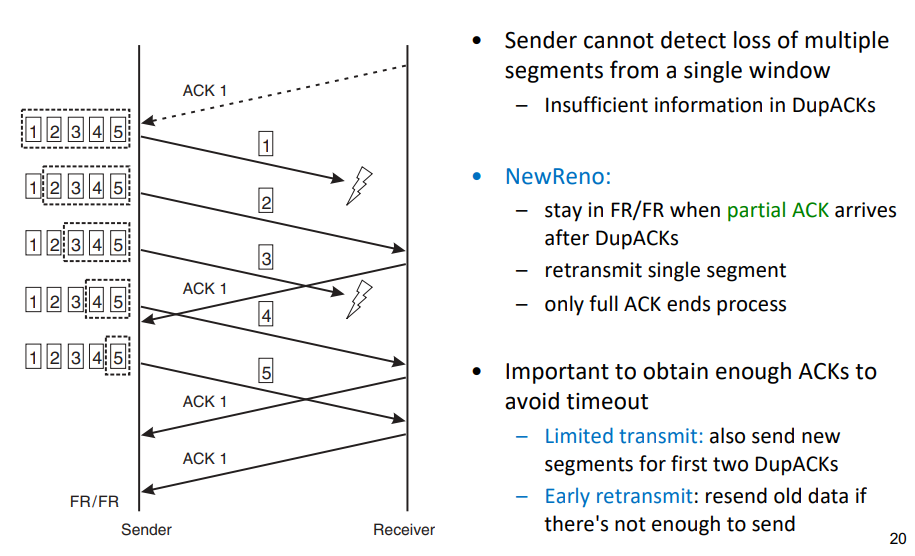 ACK 1
1 2 3 4 5
1
1 2 3 4 5
2
1 2 3 4 5
3
ACK 1
1 2 3 4 5
4
1 2 3 4 5
5
ACK 1
ACK 1
FR/FR
Sender
Receiver
• Sender cannot detect loss of multiple
segments from a single window
– Insufficient information in DupACKs
• NewReno:
– stay in FR/FR when partial ACK arrives
after DupACKs
– retransmit single segment
– only full ACK ends process
• Important to obtain enough ACKs to
avoid timeout
– Limited transmit: also send new
segments for first two DupACKs
– Early retransmit: resend old data if
there's not enough to send
20